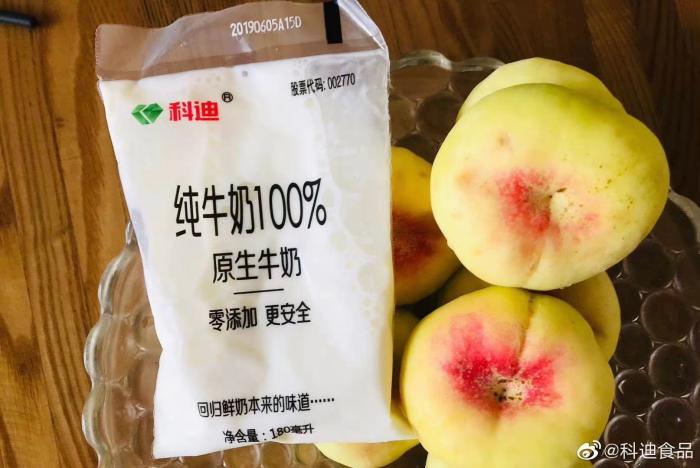 20190605A15D
股票代码:002770
科迪®
纯牛奶100%
原生牛奶
零添加 更安全
回归鲜奶本来的味道……
净含量:180毫升
@科迪食品